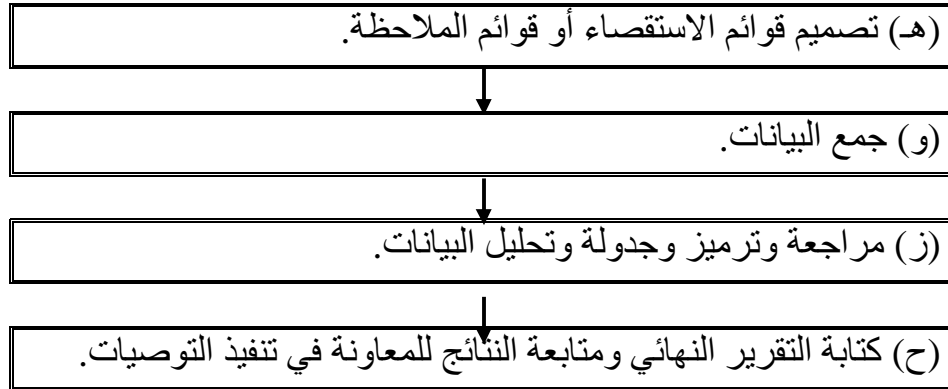 (هـ) تصميم قوائم الاستقصاء أو قوائم الملاحظة.
(و) جمع البيانات.
(ز) مراجعة وترميز وجدولة وتحليل البيانات.
(ح) كتابة التقرير النهائي ومتابعة النتائج للمعاونة في تنفيذ التوصيات.